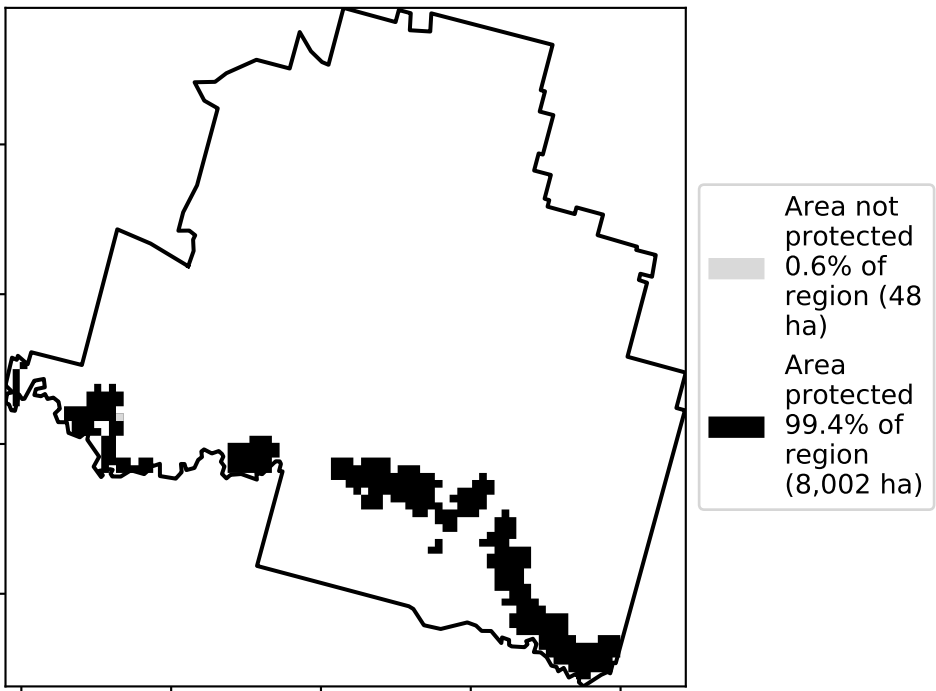 Area not
protected
0.6% of
region (48
ha)
Area
protected
99.4% of
region
(8,002 ha)